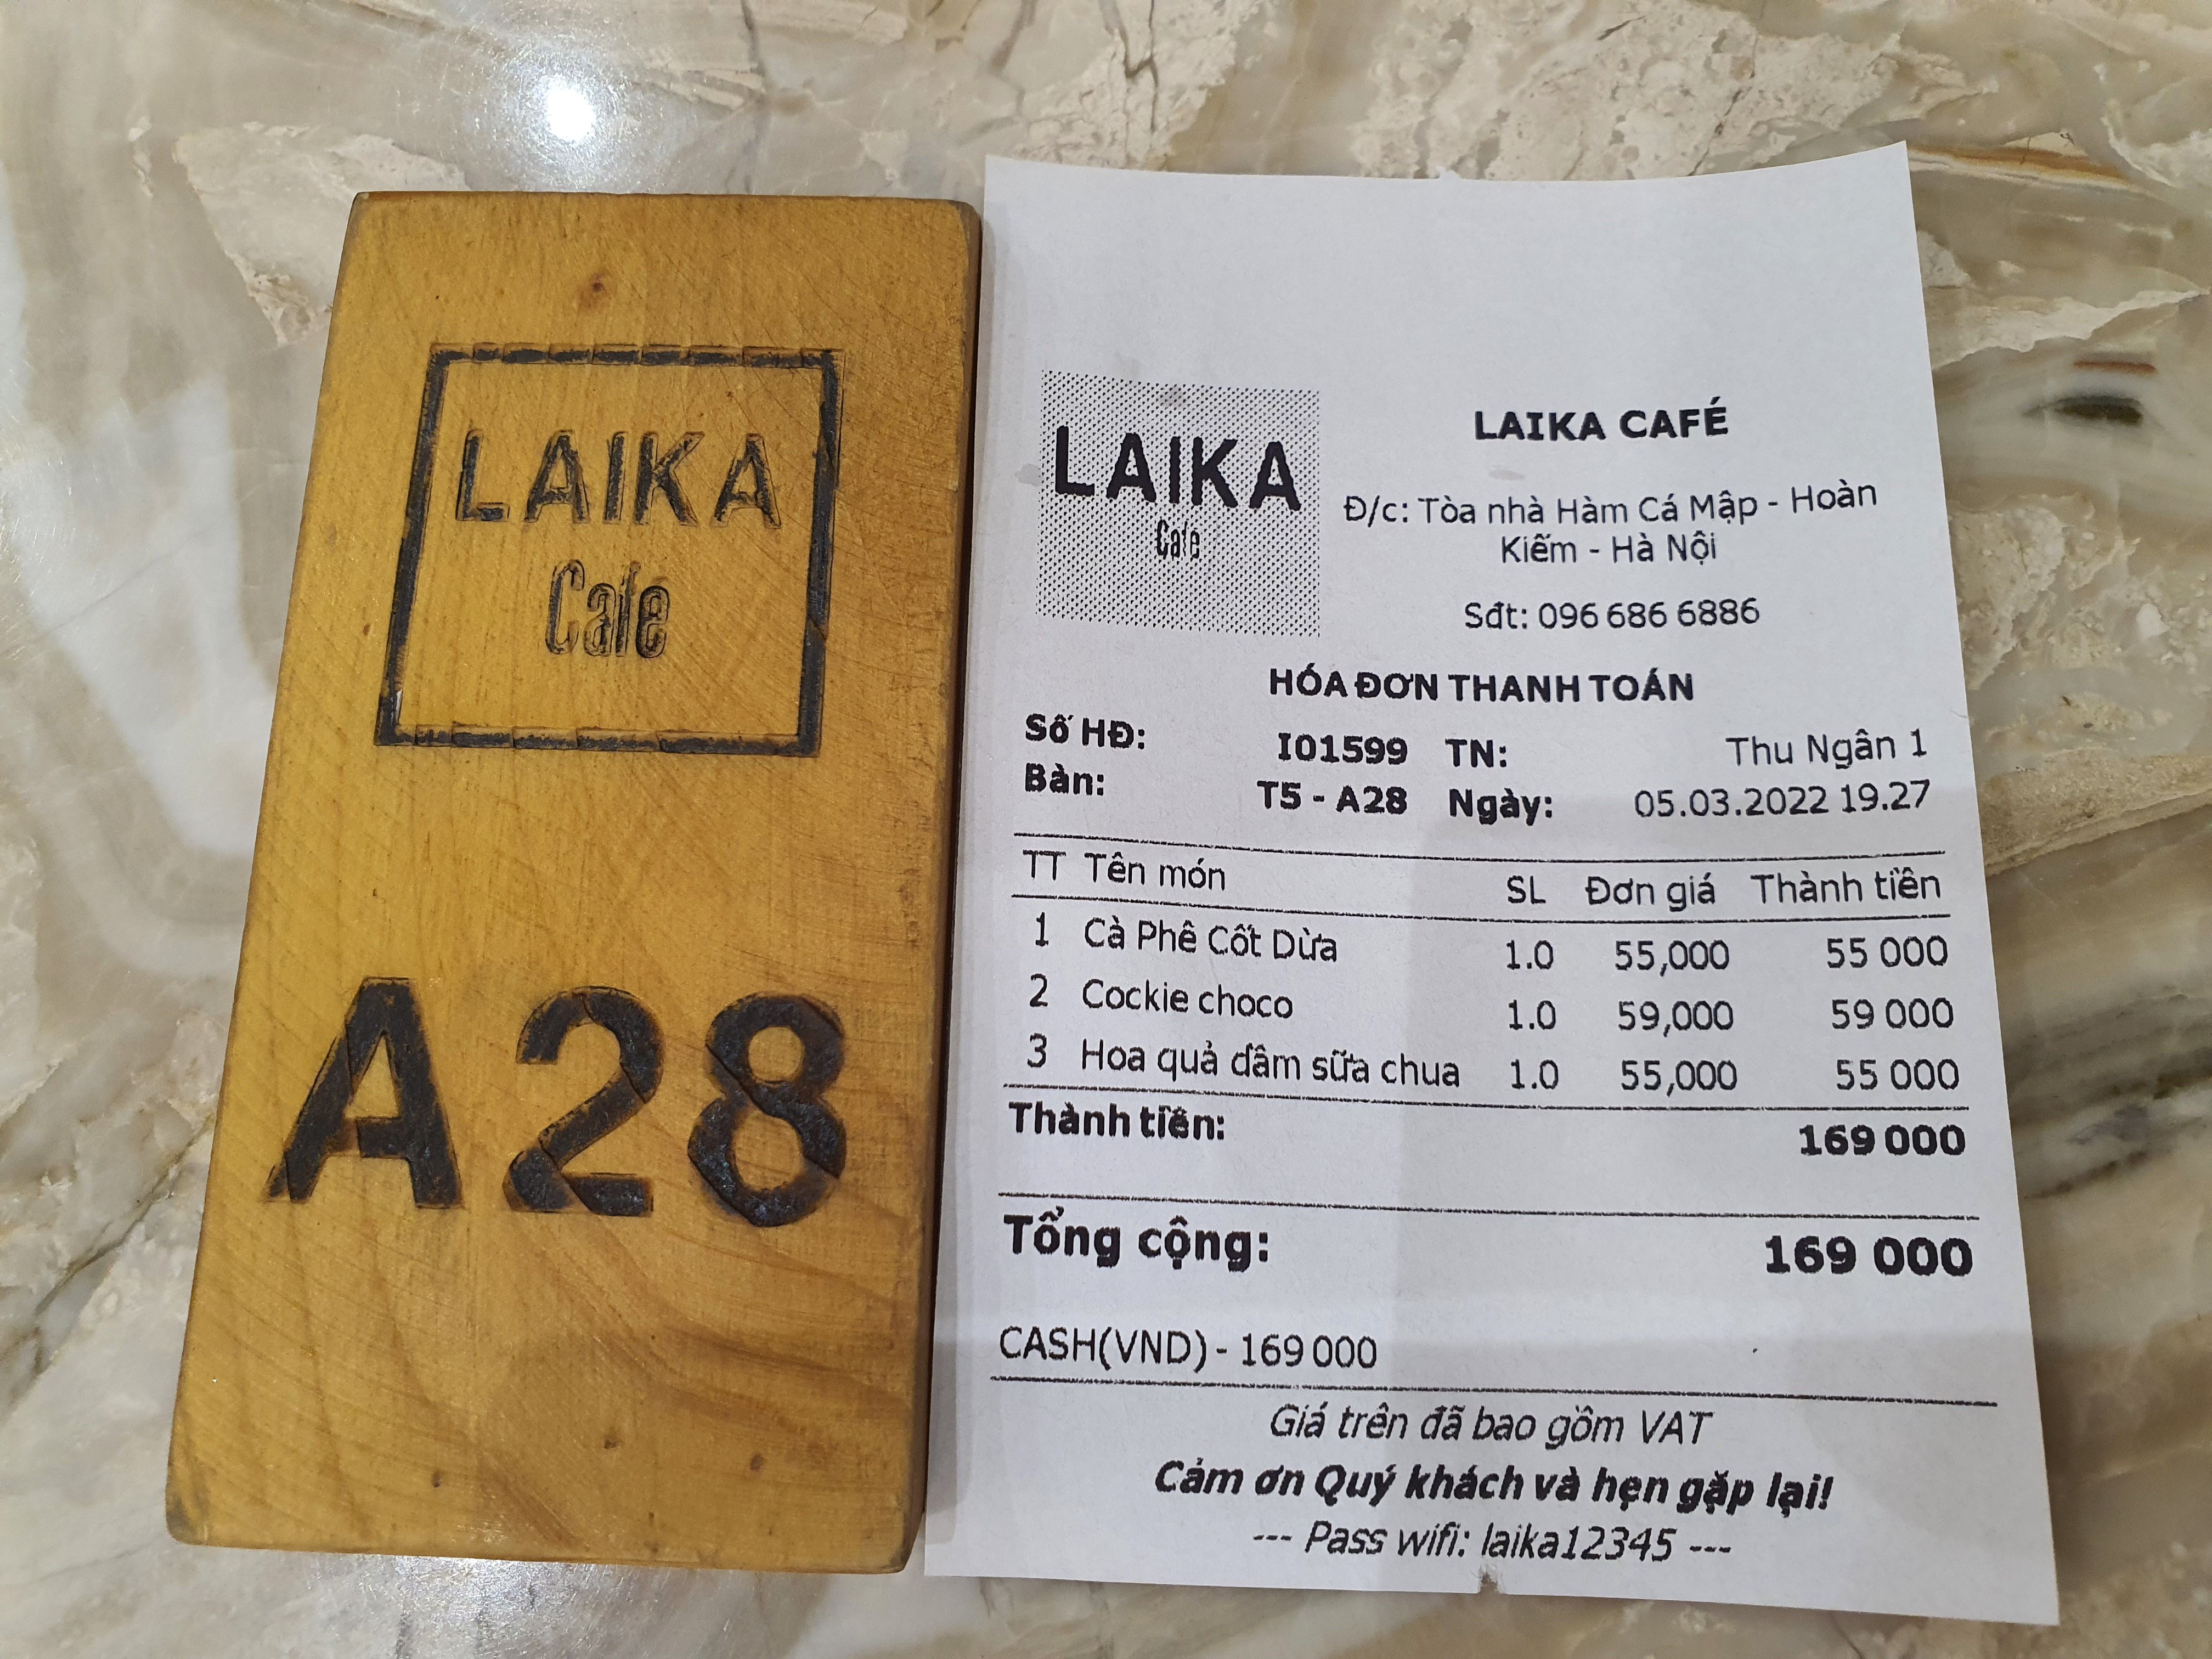 LAIKA
Café
A28
LAIKA
Café
LAIKA CAFÉ
Đ/c: Tòa nhà Hàm Cá Mập - Hoàn
Kiếm - Hà Nội
Sđt: 096 686 6886
HÓA ĐƠN THANH TOÁN
Số HĐ: I01599 TN: Thu Ngân 1
Bàn: T5 - A28 Ngày: 05.03.2022 19.27
TT Tên món SL Đơn giá Thành tiền
1 Cà Phê Cốt Dừa 1.0 55,000 55 000
2 Cockie choco 1.0 59,000 59 000
3 Hoa quả dầm sữa chua 1.0 55,000 55 000
Thành tiền: 169 000
Tổng cộng: 169 000
CASH(VND) - 169 000
Giá trên đã bao gồm VAT
Cảm ơn Quý khách và hẹn gặp lại!
--- Pass wifi: laika12345 ---